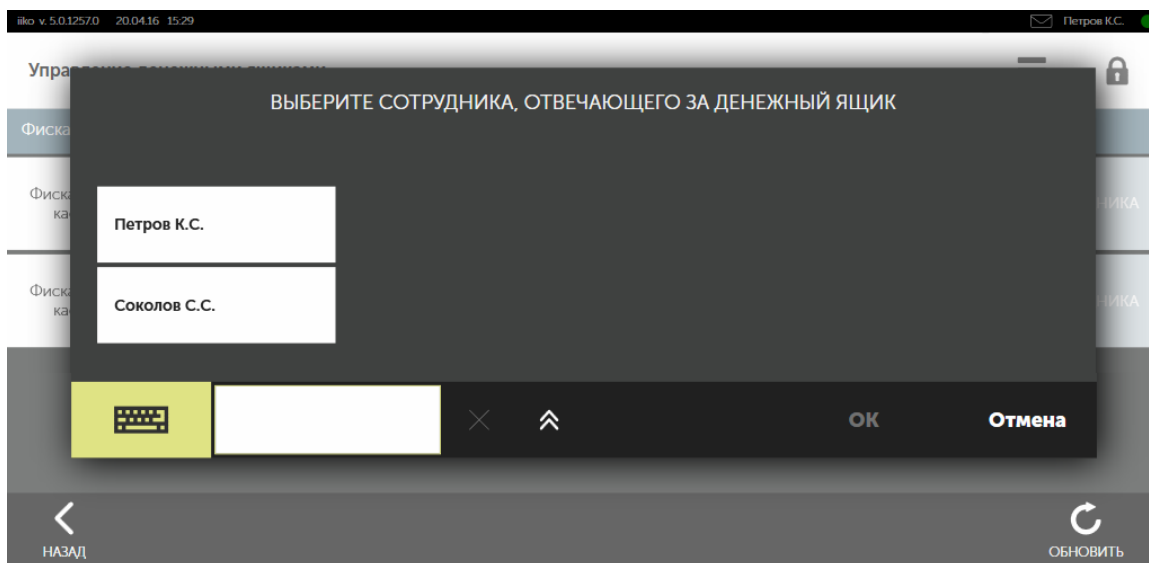 iiko v. 5.0.1257.0 20.04.16 15:29 Петров К.С.
ВЫБЕРИТЕ СОТРУДНИКА, ОТВЕЧАЮЩЕГО ЗА ДЕНЕЖНЫЙ ЯЩИК
Петров К.С.
Соколов С.С.
ОК Отмена
НАЗАД ОБНОВИТЬ